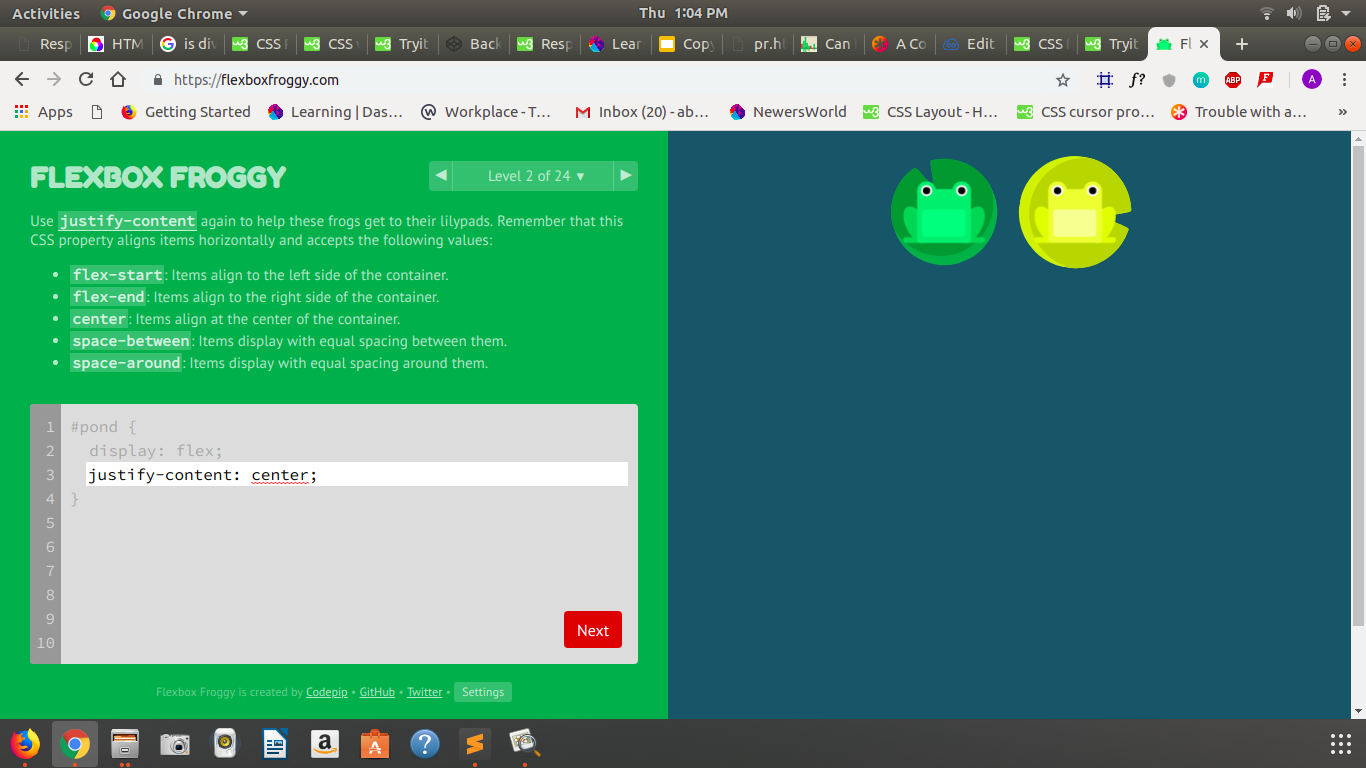 Activities Google Chrome Thu 1:04 PM
Resp HTM is div CSS CSS Tryit Back Resp Lear Copy pr.h Can A Co Edit CSS Tryit Fl
https://flexboxfroggy.com f? m ABP F A
Apps Getting Started Learning | Das… Workplace - T… Inbox (20) - ab… NewersWorld CSS Layout - H… CSS cursor pro… Trouble with a… »
FLEXBOX FROGGY
◀ Level 2 of 24 ▾ ▶
Use justify-content again to help these frogs get to their lilypads. Remember that this
CSS property aligns items horizontally and accepts the following values:
• flex-start: Items align to the left side of the container.
• flex-end: Items align to the right side of the container.
• center: Items align at the center of the container.
• space-between: Items display with equal spacing between them.
• space-around: Items display with equal spacing around them.
1 #pond {
2 display: flex;
3 justify-content: center;
4 }
5
6
7
8
9
10
Next
Flexbox Froggy is created by Codepip • GitHub • Twitter • Settings